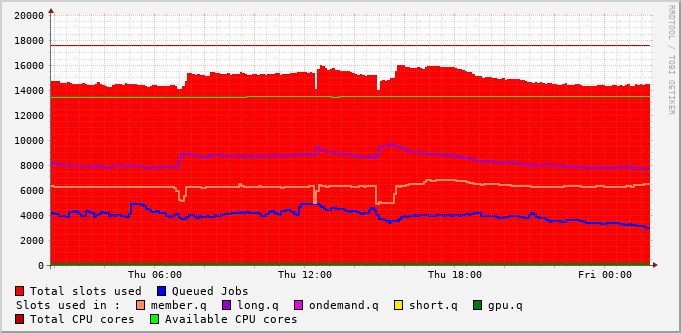 RRDTOOL / TOBI OETIKER
20000
18000
16000
14000
12000
10000
8000
6000
4000
2000
0
Thu 06:00 Thu 12:00 Thu 18:00 Fri 00:00
Total slots used Queued Jobs
Slots used in : member.q long.q ondemand.q short.q gpu.q
Total CPU cores Available CPU cores